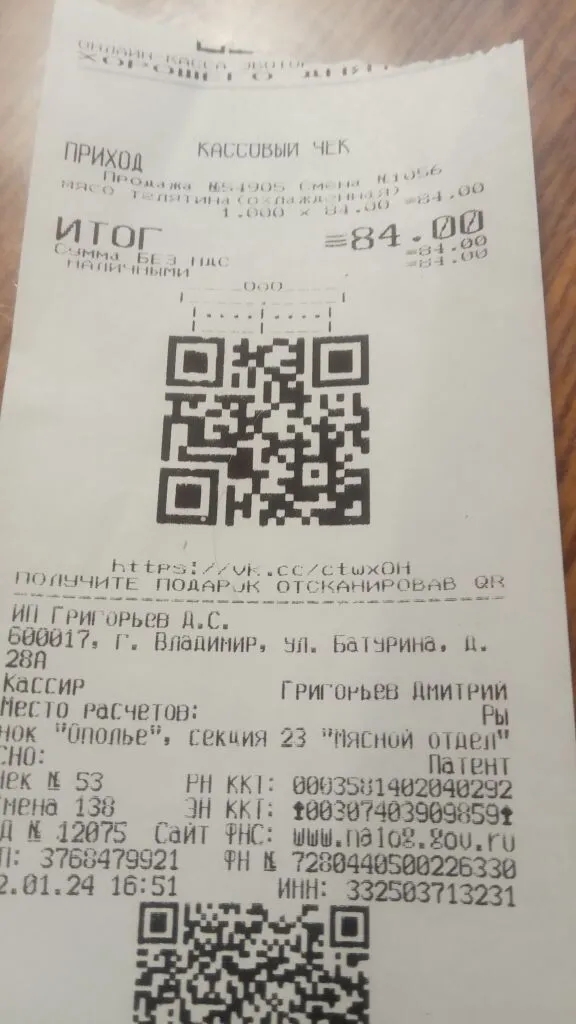 ОНЛАЙН-КАССА ЭВОТОР
ХОРОШЕГО ДНЯ
КАССОВЫЙ ЧЕК
ПРИХОД
Продажа №54905 Смена №1056
мясо телятина(охлажденная)
1.000 × 84.00 =84.00
ИТОГ =84.00
Сумма БЕЗ НДС =84.00
НАЛИЧНЫМИ =84.00
https://vk.cc/ctwxOH
ПОЛУЧИТЕ ПОДАРОК ОТСКАНИРОВАВ QR
ИП Григорьев Д.С.
600017, г. Владимир, ул. Батурина, д.
28А
Кассир Григорьев Дмитрий
Место расчетов: Ры
нок "Ополье", секция 23 "Мясной отдел"
СНО: Патент
Чек № 53 РН ККТ: 0003581402040292
Смена 138 ЗН ККТ: 00307403909859
Д № 12075 Сайт ФНС: www.nalog.gov.ru
П: 3768479921 ФН № 7280440500226330
2.01.24 16:51 ИНН: 332503713231